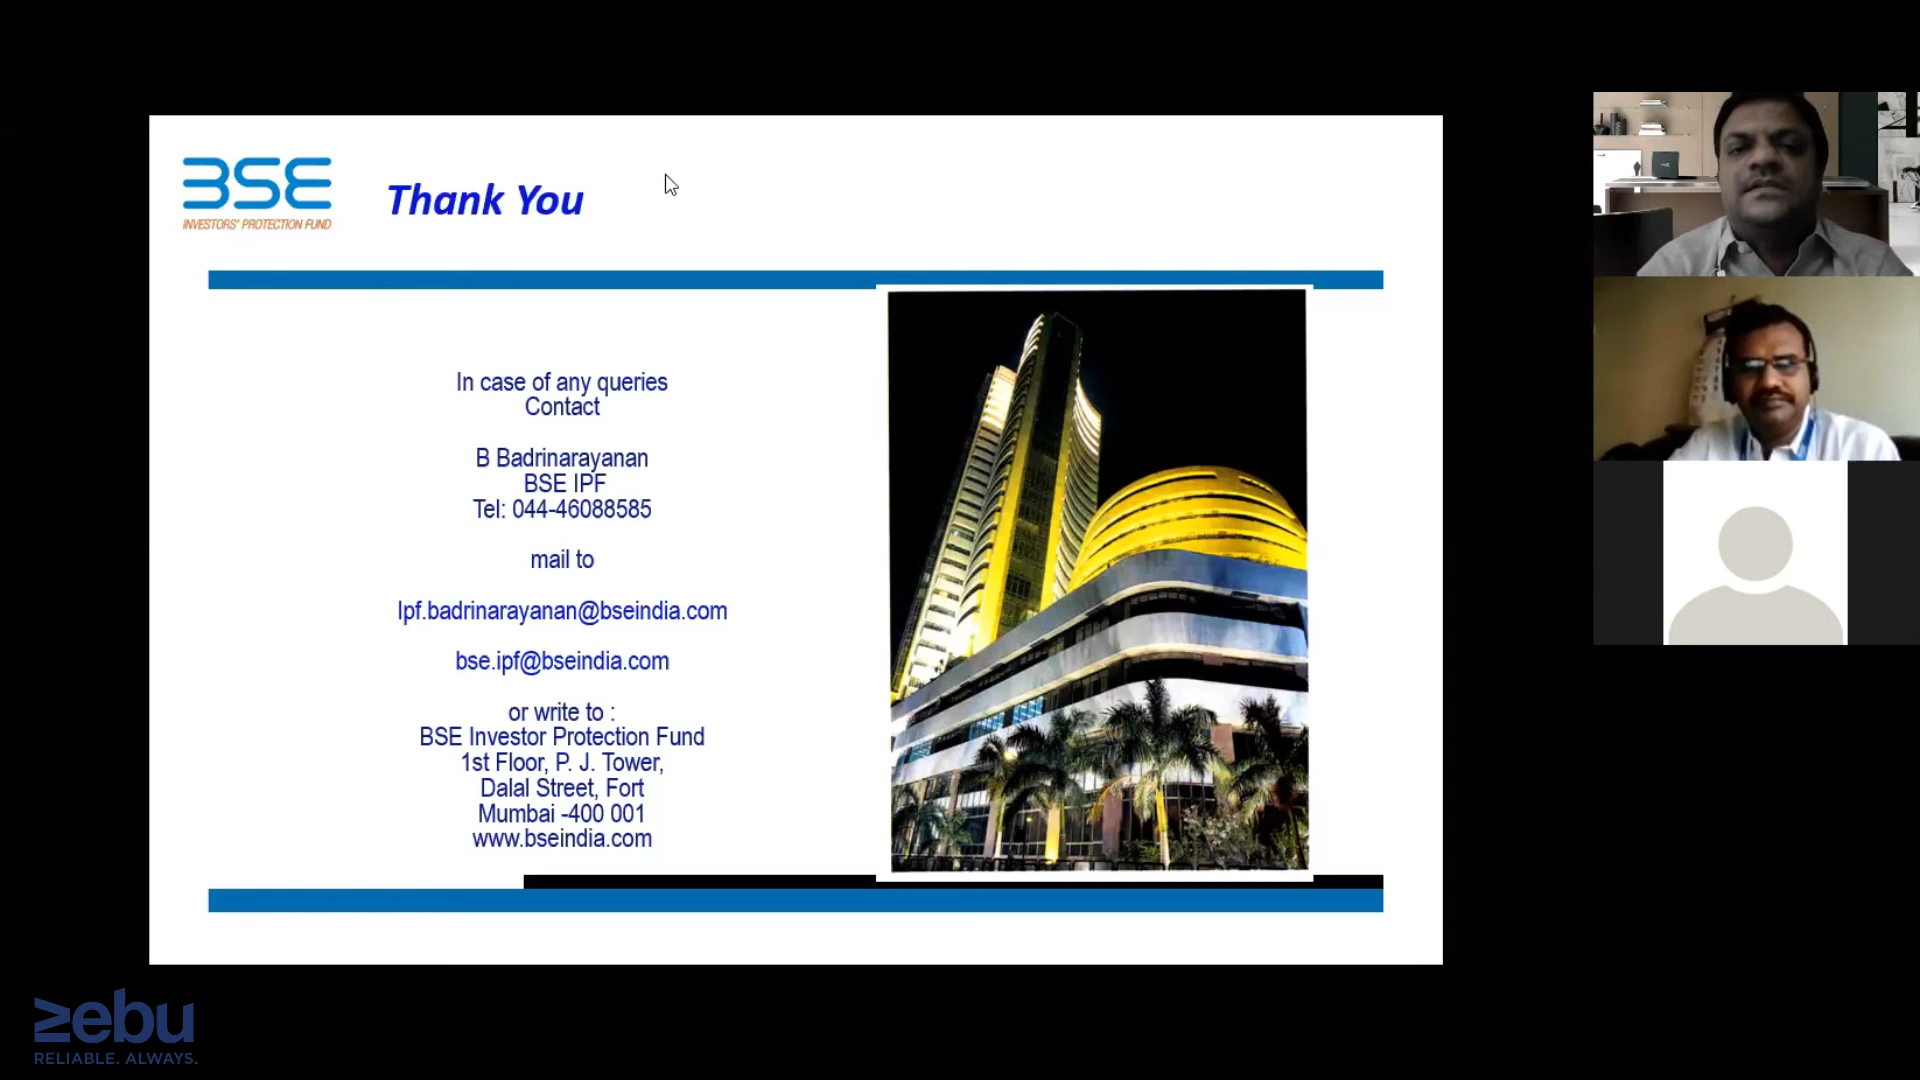 BSE
INVESTORS' PROTECTION FUND
Thank You
In case of any queries
Contact
B Badrinarayanan
BSE IPF
Tel: 044-46088585
mail to
Ipf.badrinarayanan@bseindia.com
bse.ipf@bseindia.com
or write to :
BSE Investor Protection Fund
1st Floor, P. J. Tower,
Dalal Street, Fort
Mumbai -400 001
www.bseindia.com
zebu
RELIABLE. ALWAYS.